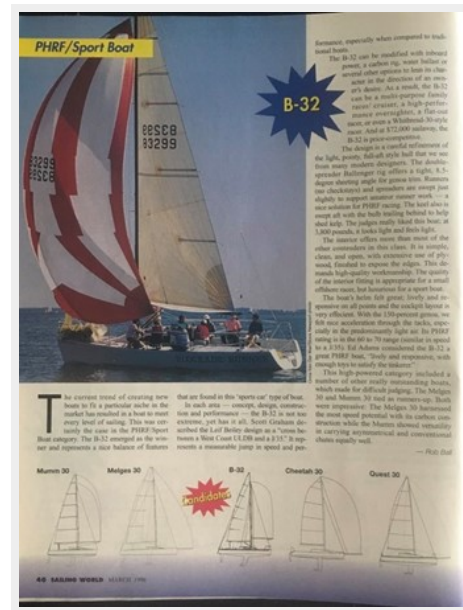 PHRF/Sport Boat
B-32
83299
83299
The current trend of creating new
boats to fit a particular niche in the
market has resulted in a boat to meet
every level of sailing. This was cer-
tainly the case in the PHRF/Sport
Boat category. The B-32 emerged as the win-
ner and represents a nice balance of features
that are found in this "sports car" type of boat.
In each area — concept, design, construc-
tion and performance — the B-32 is not too
extreme, yet has it all. Scott Graham de-
scribed the Leif Beiley design as a "cross be-
tween a West Coast ULDB and a J/35." It rep-
resents a measurable jump in speed and per-
formance, especially when compared to tradi-
tional boats.
The B-32 can be modified with inboard
power, a carbon rig, water ballast or
several other options to lean its char-
acter in the direction of an own-
er's desire. As a result, the B-32
can be a multi-purpose family
racer/cruiser, a high-perfor-
mance overnighter, a flat-out
racer, or even a Whitbread-30-style
racer. And at $72,000 sailaway, the
B-32 is price-competitive.
The design is a careful refinement of
the light, pointy, full-aft style hull that we see
from many modern designers. The double-
spreader Ballenger rig offers a tight, 8.5-
degree sheeting angle for genoa trim. Runners
(no checkstays) and spreaders are swept just
slightly to support amateur runner work — a
nice solution for PHRF racing. The keel also is
swept aft with the bulb trailing behind to help
shed kelp. The judges really liked this boat; at
3,800 pounds, it looks light and feels light.
The interior offers more than most of the
other contenders in this class. It is simple,
clean, and open, with extensive use of ply-
wood, finished to expose the edges. This de-
mands high-quality workmanship. The quality
of the interior fitting is appropriate for a small
offshore racer, but luxurious for a sport boat.
The boat's helm felt great; lively and re-
sponsive on all points and the cockpit layout is
very efficient. With the 150-percent genoa, we
felt nice acceleration through the tacks, espe-
cially in the predominantly light air. Its PHRF
rating is in the 60 to 70 range (similar in speed
to a J/35). Ed Adams considered the B-32 a
great PHRF boat, "lively and responsive, with
enough toys to satisfy the tinkerer."
This high-powered category included a
number of other really outstanding boats,
which made for difficult judging. The Melges
30 and Mumm 30 tied as runners-up. Both
were impressive. The Melges 30 harnessed
the most speed potential with its carbon con-
struction while the Mumm showed versatility
in carrying asymmetrical and conventional
chutes equally well.
— Rob Ball
Candidates
Mumm 30
Melges 30
B-32
Cheetah 30
Quest 30
40 SAILING WORLD MARCH 1996